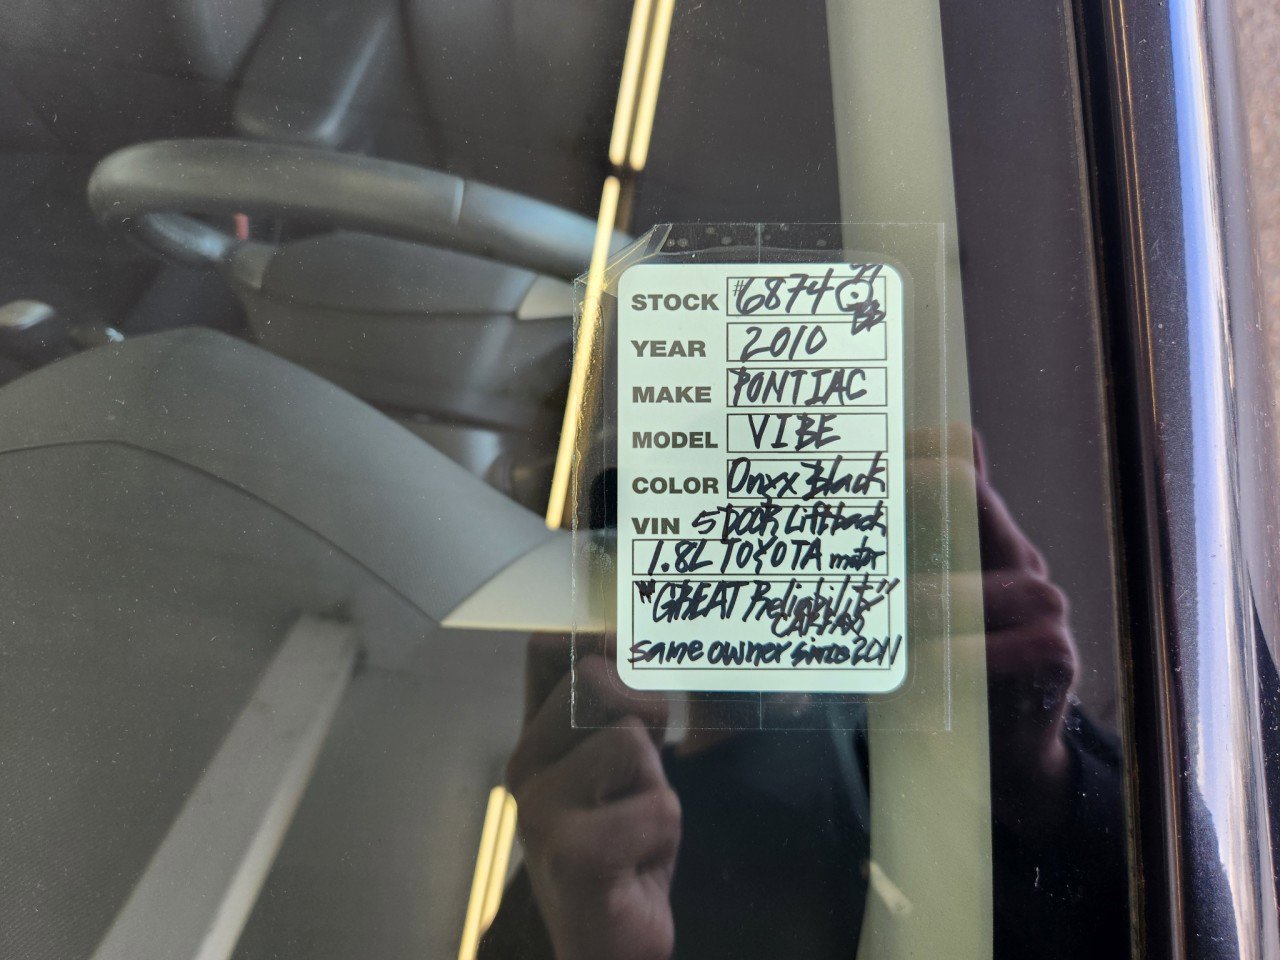 STOCK #6874
YEAR 2010
MAKE PONTIAC
MODEL VIBE
COLOR Onyx Black
VIN 5 DOOR Liftback
1.8L TOYOTA motor
"GREAT Reliability"
CARFAX
same owner since 2011